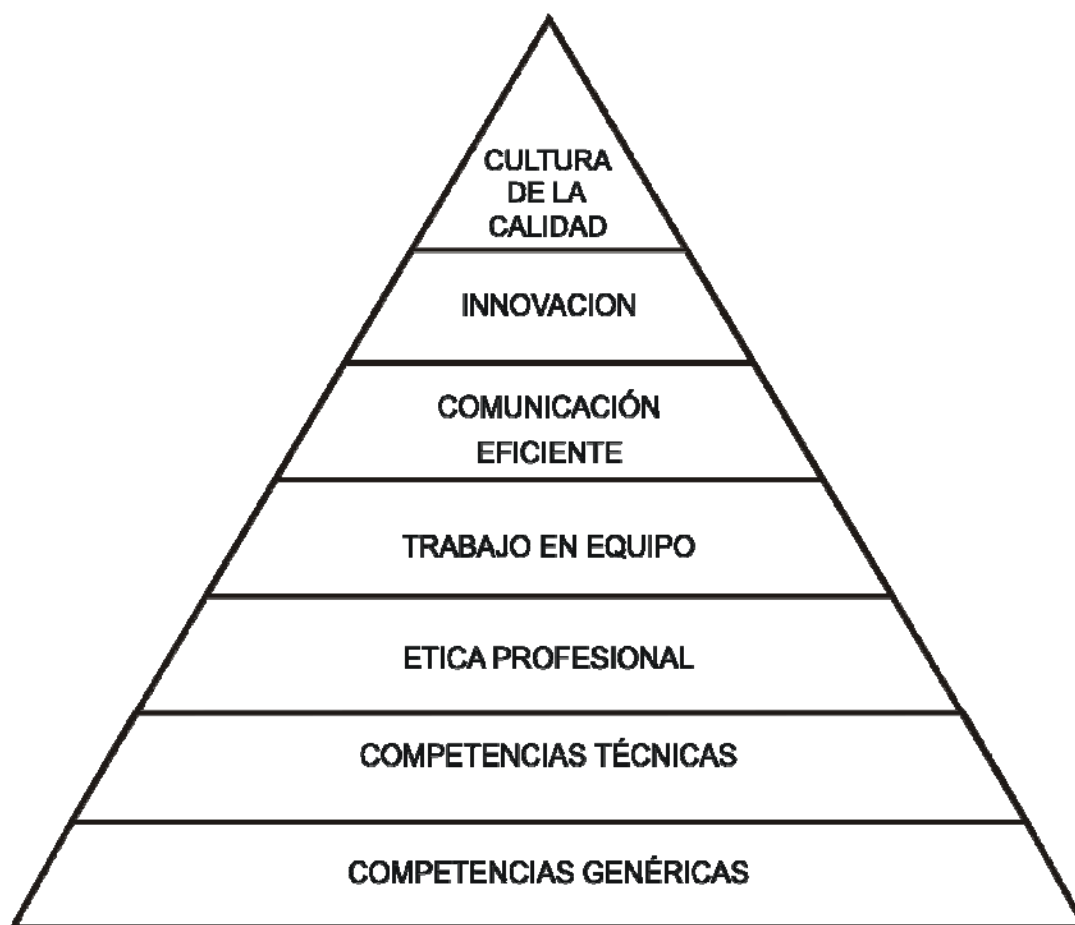 CULTURA
DE LA
CALIDAD
INNOVACION
COMUNICACIÓN
EFICIENTE
TRABAJO EN EQUIPO
ETICA PROFESIONAL
COMPETENCIAS TÉCNICAS
COMPETENCIAS GENÉRICAS